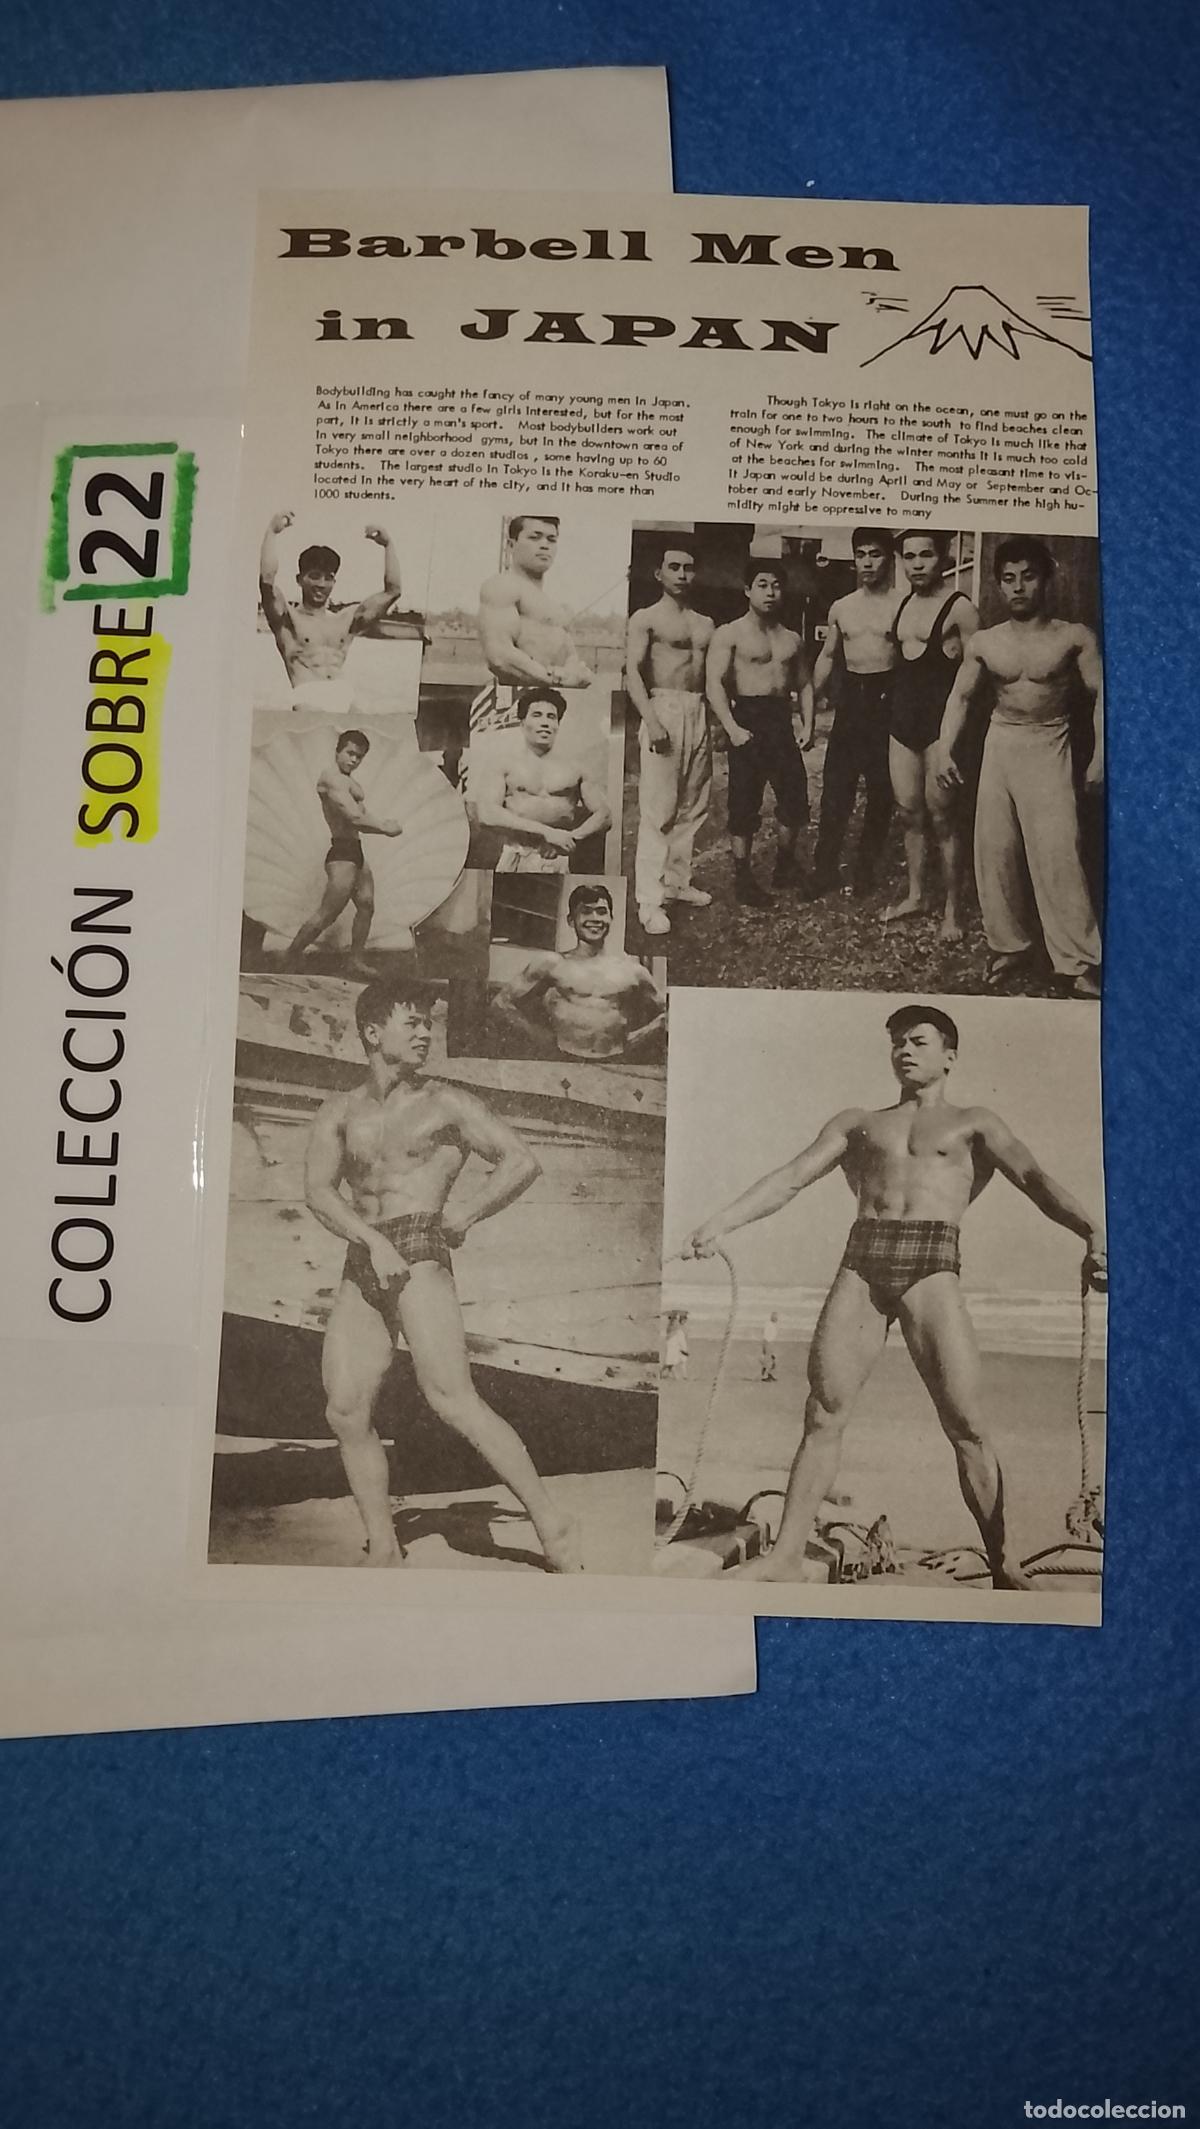 Barbell Men
in JAPAN
Bodybuilding has caught the fancy of many young men in Japan.
As in America there are a few girls interested, but for the most
part, it is strictly a man's sport. Most bodybuilders work out
in very small neighborhood gyms, but in the downtown area of
Tokyo there are over a dozen studios , some having up to 60
students. The largest studio in Tokyo is the Koraku-en Studio
located in the very heart of the city, and it has more than
1000 students.
Though Tokyo is right on the ocean, one must go on the
train for one to two hours to the south to find beaches clean
enough for swimming. The climate of Tokyo is much like that
of New York and during the winter months it is much too cold
at the beaches for swimming. The most pleasant time to vis-
it Japan would be during April and May or September and Oc-
tober and early November. During the Summer the high hu-
midity might be oppressive to many
COLECCIÓN SOBRE 22
todocoleccion